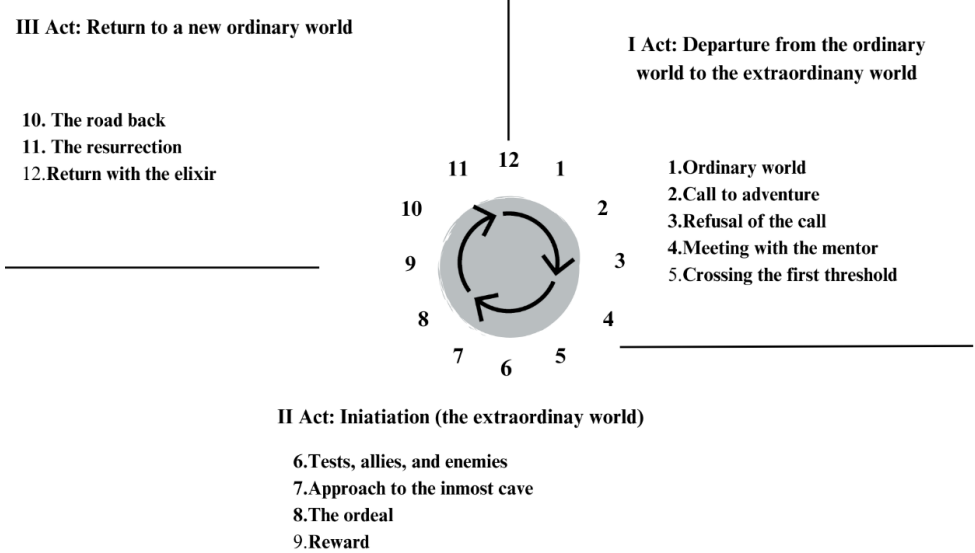 III Act: Return to a new ordinary world
10. The road back
11. The resurrection
12.Return with the elixir
I Act: Departure from the ordinary
world to the extraordinany world
1.Ordinary world
2.Call to adventure
3.Refusal of the call
4.Meeting with the mentor
5.Crossing the first threshold
12
1
2
3
4
5
6
7
8
9
10
11
II Act: Iniatiation (the extraordinay world)
6.Tests, allies, and enemies
7.Approach to the inmost cave
8.The ordeal
9.Reward